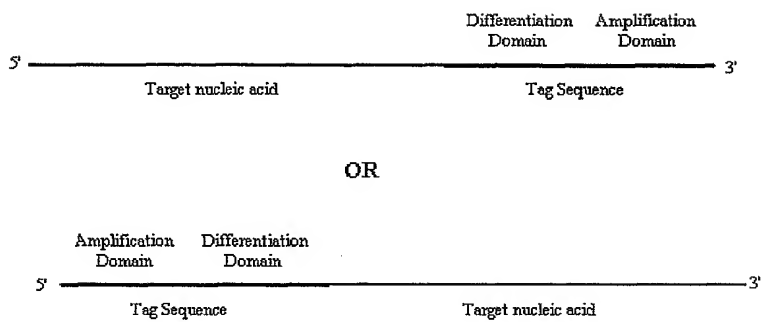 Differentiation Amplification
Domain Domain
5' 3'
Target nucleic acid Tag Sequence
OR
Amplification Differentiation
Domain Domain
5' 3'
Tag Sequence Target nucleic acid